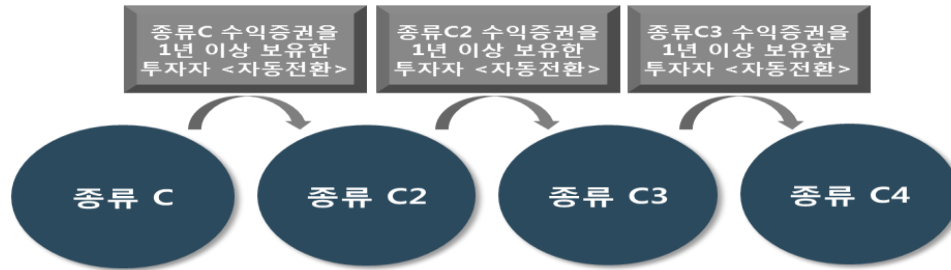 종류C 수익증권을
1년 이상 보유한
투자자 <자동전환>
종류C2 수익증권을
1년 이상 보유한
투자자 <자동전환>
종류C3 수익증권을
1년 이상 보유한
투자자 <자동전환>
종류 C
종류 C2
종류 C3
종류 C4